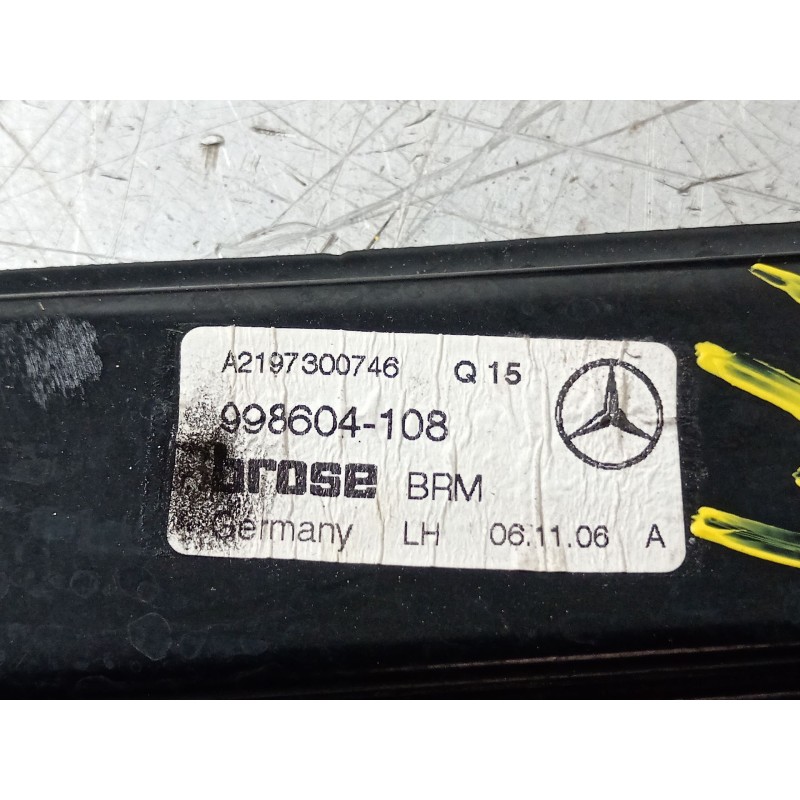 A2197300746 Q 15
998604-108
brose BRM
Germany LH 06.11.06 A